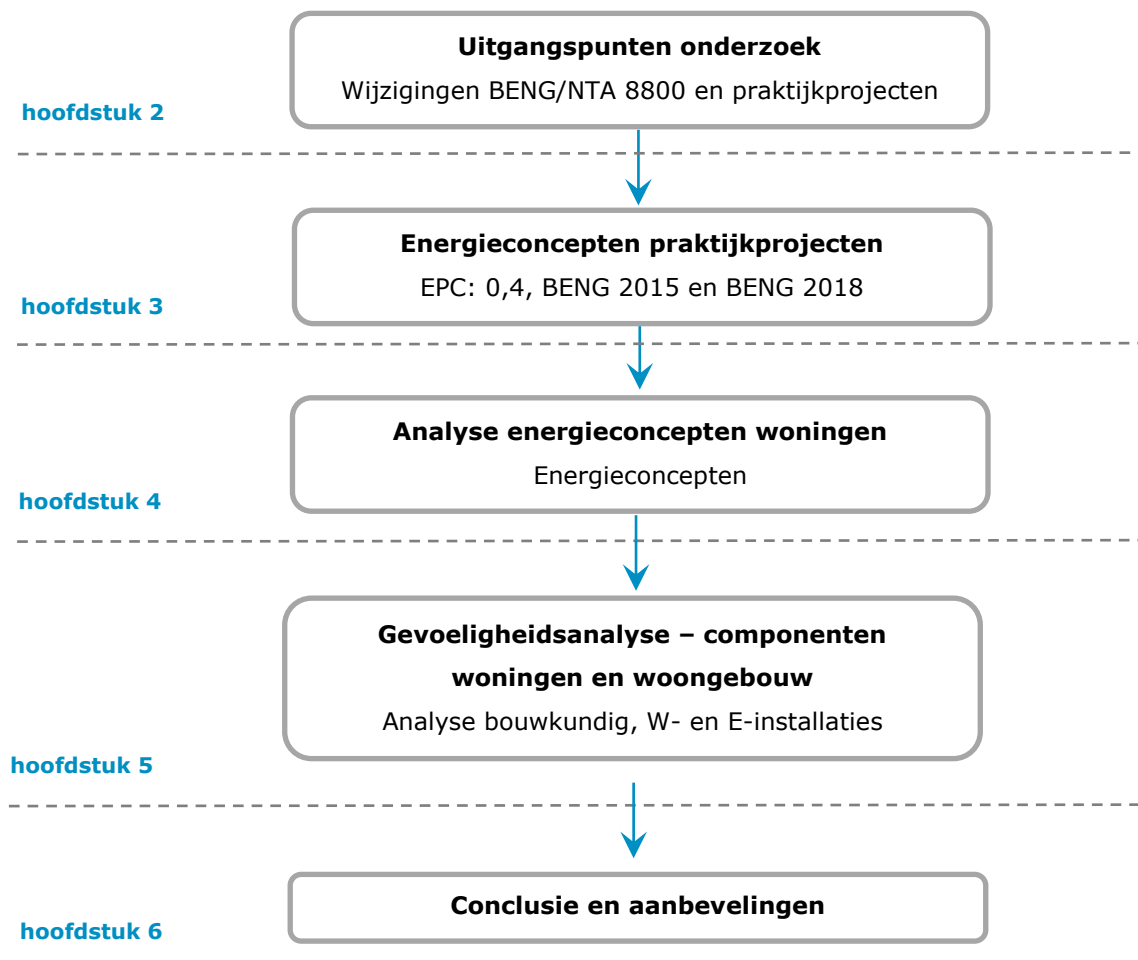 Uitgangspunten onderzoek
Wijzigingen BENG/NTA 8800 en praktijkprojecten
hoofdstuk 2
Energieconcepten praktijkprojecten
EPC: 0,4, BENG 2015 en BENG 2018
hoofdstuk 3
Analyse energieconcepten woningen
Energieconcepten
hoofdstuk 4
Gevoeligheidsanalyse – componenten
woningen en woongebouw
Analyse bouwkundig, W- en E-installaties
hoofdstuk 5
Conclusie en aanbevelingen
hoofdstuk 6